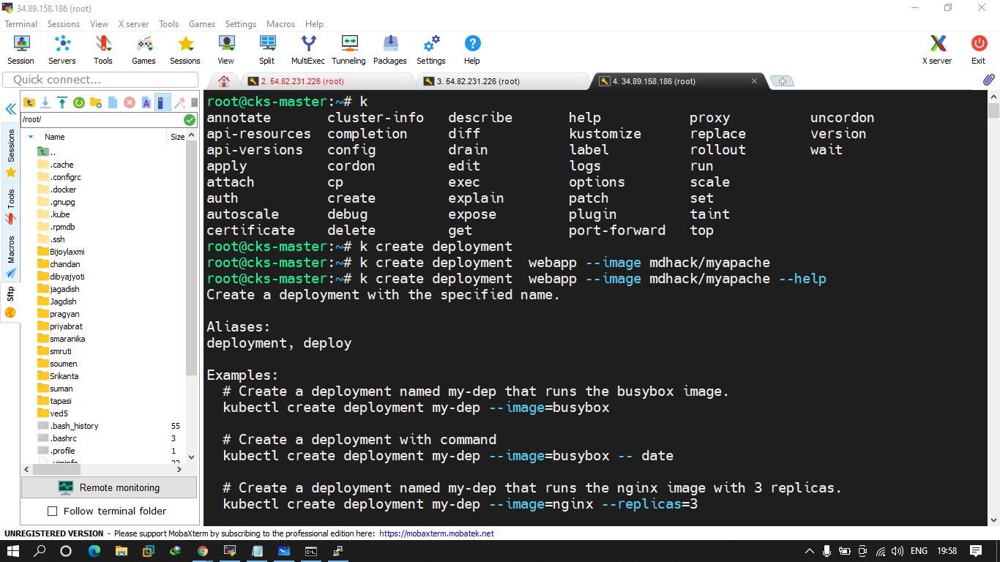 34.89.158.186 (root)
Terminal Sessions View X server Tools Games Settings Macros Help
Session Servers Tools Games Sessions View Split MultiExec Tunneling Packages Settings Help X server Exit
Quick connect...
2. 54.82.231.226 (root) 3. 54.82.231.226 (root) 4. 34.89.158.186 (root)
Sessions
Tools
Macros
Sftp
/root/
Name Size
..
.cache
.configrc
.docker
.gnupg
.kube
.rpmdb
.ssh
Bijoylaxmi
chandan
dibyajyoti
jagadish
Jagdish
pragyan
priyabrat
smaranika
smruti
soumen
Srikanta
suman
tapasi
ved5
.bash_history 55
.bashrc 3
.profile 1
.viminfo 22
Remote monitoring
Follow terminal folder
root@cks-master:~# k
annotate cluster-info describe help proxy uncordon
api-resources completion diff kustomize replace version
api-versions config drain label rollout wait
apply cordon edit logs run
attach cp exec options scale
auth create explain patch set
autoscale debug expose plugin taint
certificate delete get port-forward top
root@cks-master:~# k create deployment
root@cks-master:~# k create deployment  webapp --image mdhack/myapache
root@cks-master:~# k create deployment  webapp --image mdhack/myapache --help
Create a deployment with the specified name.
Aliases:
deployment, deploy
Examples:
# Create a deployment named my-dep that runs the busybox image.
kubectl create deployment my-dep --image=busybox
# Create a deployment with command
kubectl create deployment my-dep --image=busybox -- date
# Create a deployment named my-dep that runs the nginx image with 3 replicas.
kubectl create deployment my-dep --image=nginx --replicas=3
UNREGISTERED VERSION - Please support MobaXterm by subscribing to the professional edition here: https://mobaxterm.mobatek.net
ENG 19:58